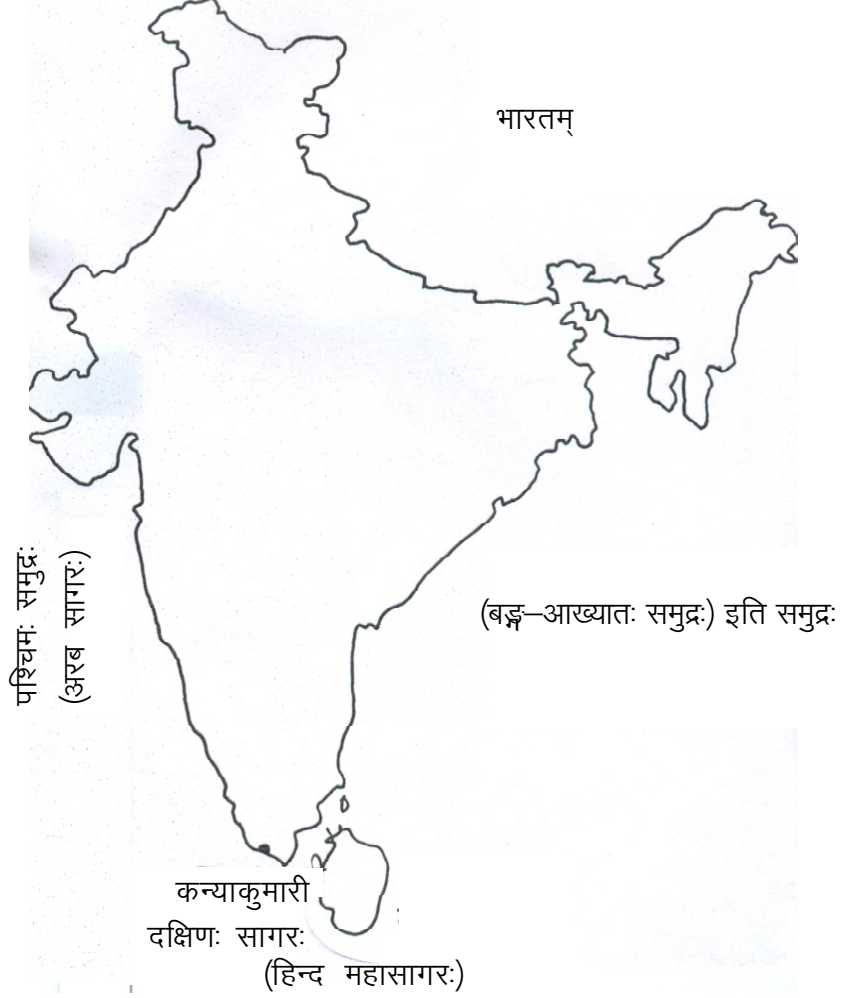 भारतम्
पश्चिमः समुद्रः
(अरब सागरः)
(बङ्ग–आख्यातः समुद्रः) इति समुद्रः
कन्याकुमारी
दक्षिणः सागरः
(हिन्द महासागरः)